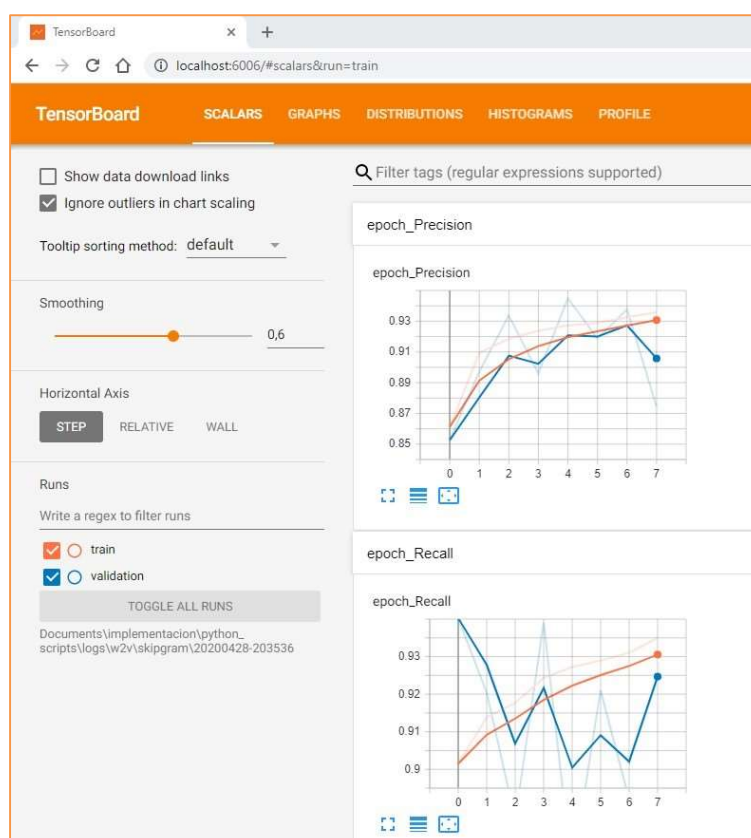 TensorBoard
localhost:6006/#scalars&run=train
TensorBoard SCALARS GRAPHS DISTRIBUTIONS HISTOGRAMS PROFILE
Show data download links
Ignore outliers in chart scaling
Tooltip sorting method: default
Smoothing
0,6
Horizontal Axis
STEP RELATIVE WALL
Runs
Write a regex to filter runs
train
validation
TOGGLE ALL RUNS
Documents\implementacion\python_
scripts\logs\w2v\skipgram\20200428-203536
Filter tags (regular expressions supported)
epoch_Precision
epoch_Precision
0.93
0.91
0.89
0.87
0.85
0 1 2 3 4 5 6 7
epoch_Recall
epoch_Recall
0.93
0.92
0.91
0.9
0 1 2 3 4 5 6 7